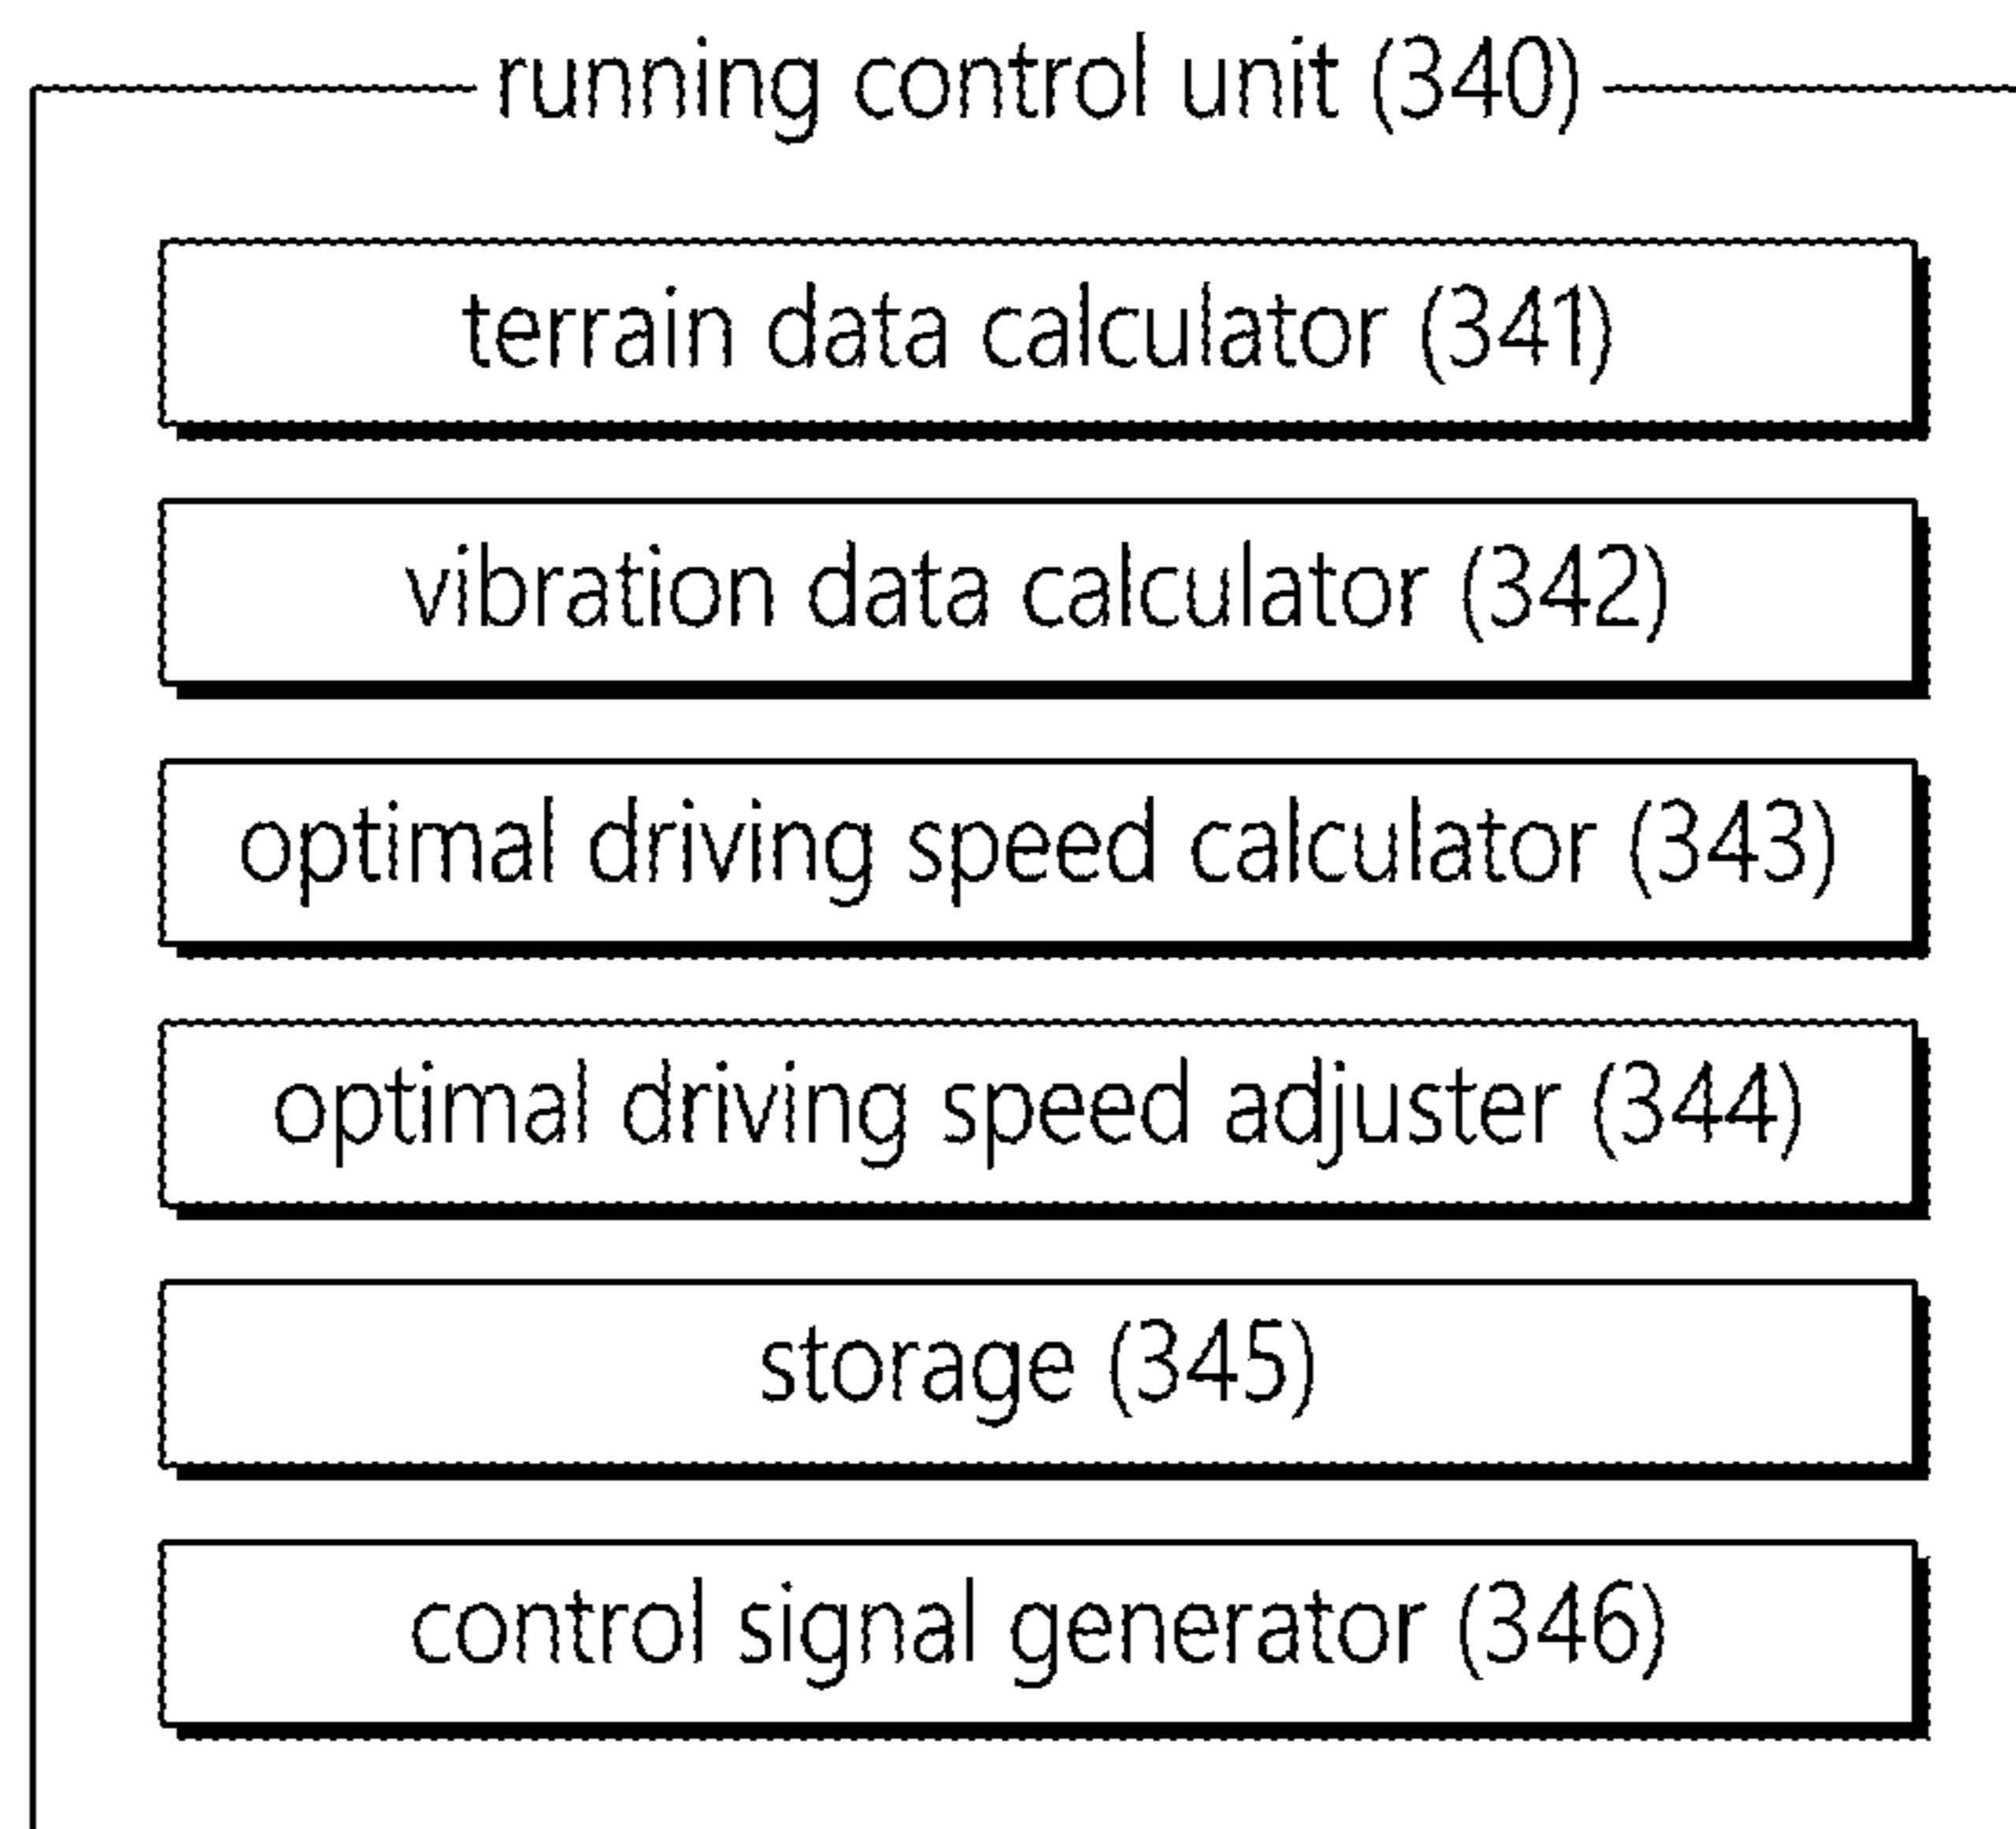 running control unit (340)
terrain data calculator (341)
vibration data calculator (342)
optimal driving speed calculator (343)
optimal driving speed adjuster (344)
storage (345)
control signal generator (346)